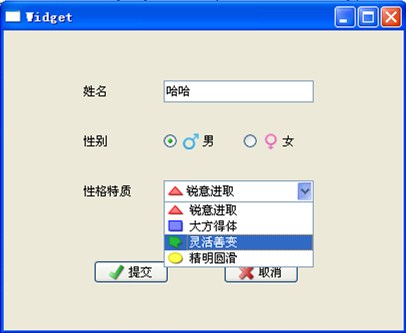 Widget
姓名 哈哈
性别 男 女
性格特质 锐意进取
锐意进取
大方得体
灵活善变
精明圆滑
提交 取消